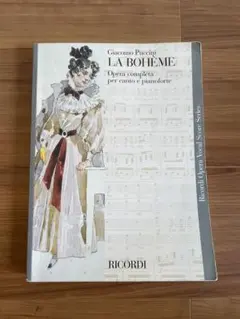 Giacomo Puccini
LA BOHÈME
Opera completa
per canto e pianoforte
RICORDI
Ricordi Opera Vocal Score Series